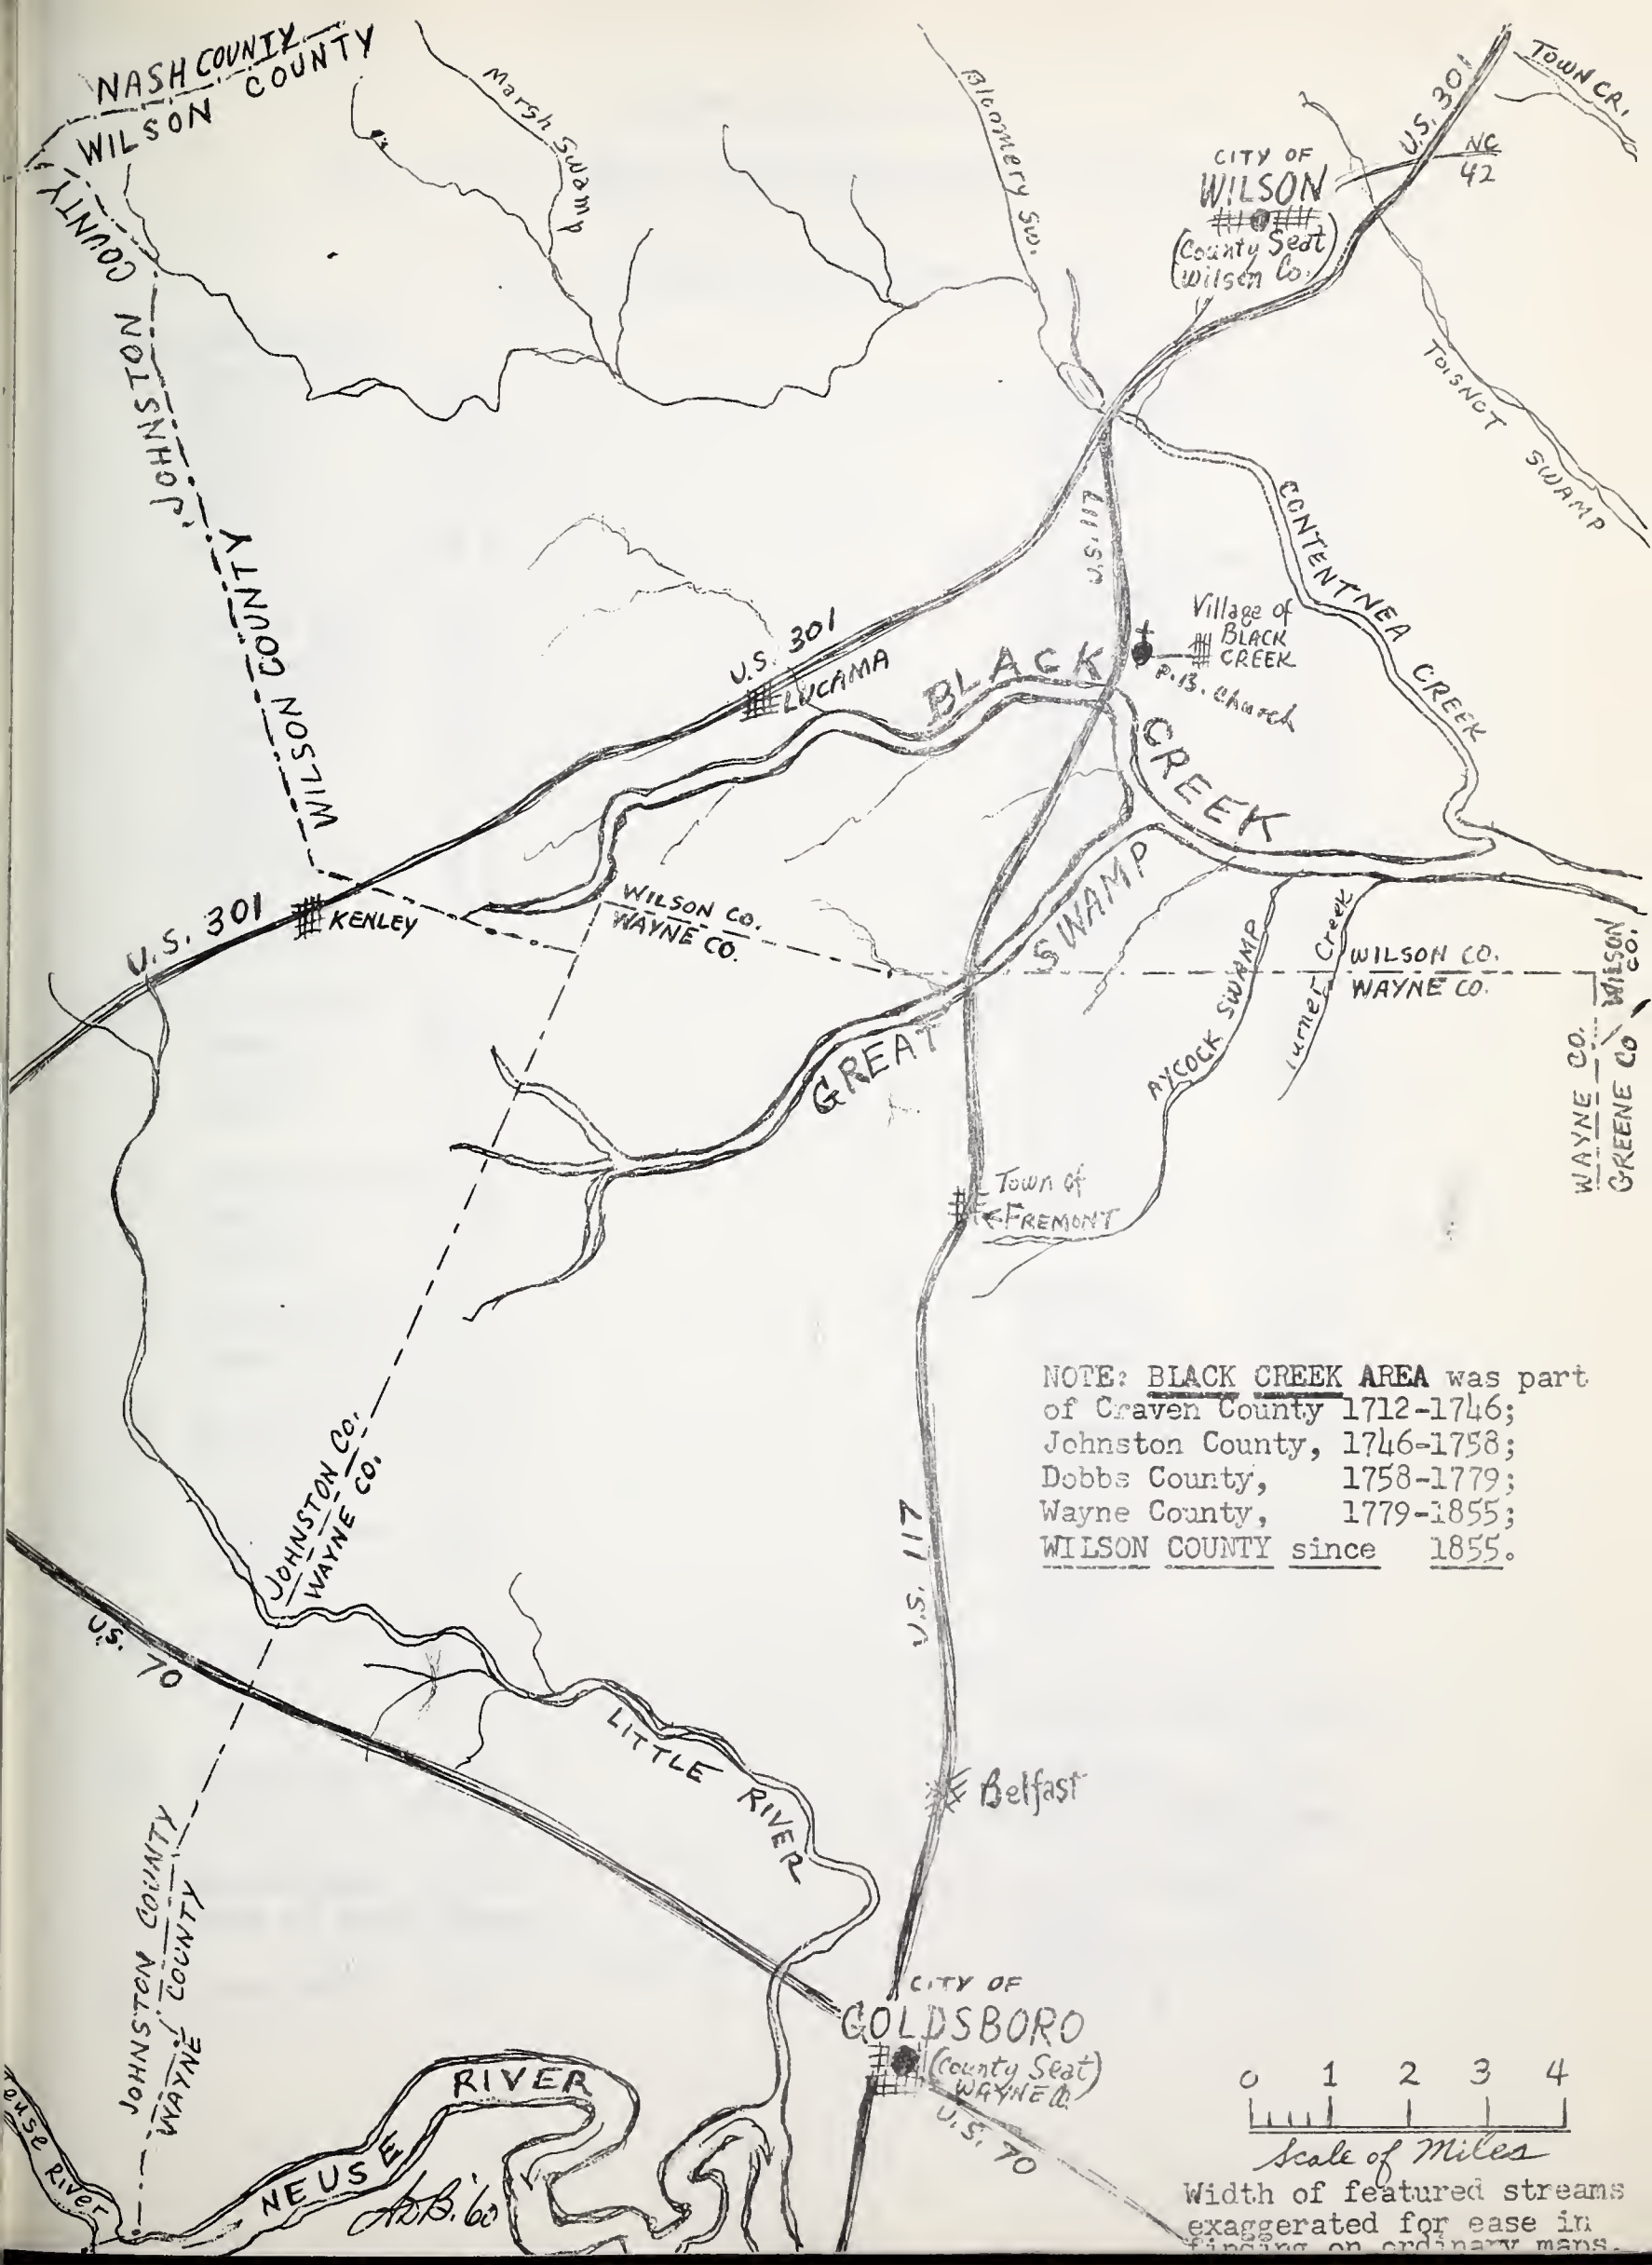 NASH COUNTY
WILSON COUNTY
JOHNSTON COUNTY
WILSON COUNTY
Marsh Swamp
Bloomery Sw.
U.S. 301
TOWN CR.
NC
42
CITY OF
WILSON
(County Seat
Wilson Co.)
TOISNOT SWAMP
CONTENTNEA CREEK
U.S. 117
Village of
BLACK
CREEK
P.B. Church
U.S. 301
LUCAMA
BLACK CREEK
U.S. 301
KENLEY
WILSON CO.
WAYNE CO.
GREAT SWAMP
AYCOCK SWAMP
Turner Creek
WILSON CO.
WAYNE CO.
WILSON CO.
WAYNE CO.
GREENE CO
Town of
FREMONT
NOTE: BLACK CREEK AREA was part
of Craven County 1712-1746;
Johnston County, 1746-1758;
Dobbs County, 1758-1779;
Wayne County, 1779-1855;
WILSON COUNTY since 1855.
JOHNSTON CO.
WAYNE CO.
U.S. 117
U.S. 70
LITTLE RIVER
Belfast
JOHNSTON COUNTY
WAYNE COUNTY
CITY OF
GOLDSBORO
(County Seat)
WAYNE Co.
U.S. 70
euse River
NEUSE RIVER
'60
0 1 2 3 4
Scale of Miles
Width of featured streams
exaggerated for ease in
finding on ordinary maps.